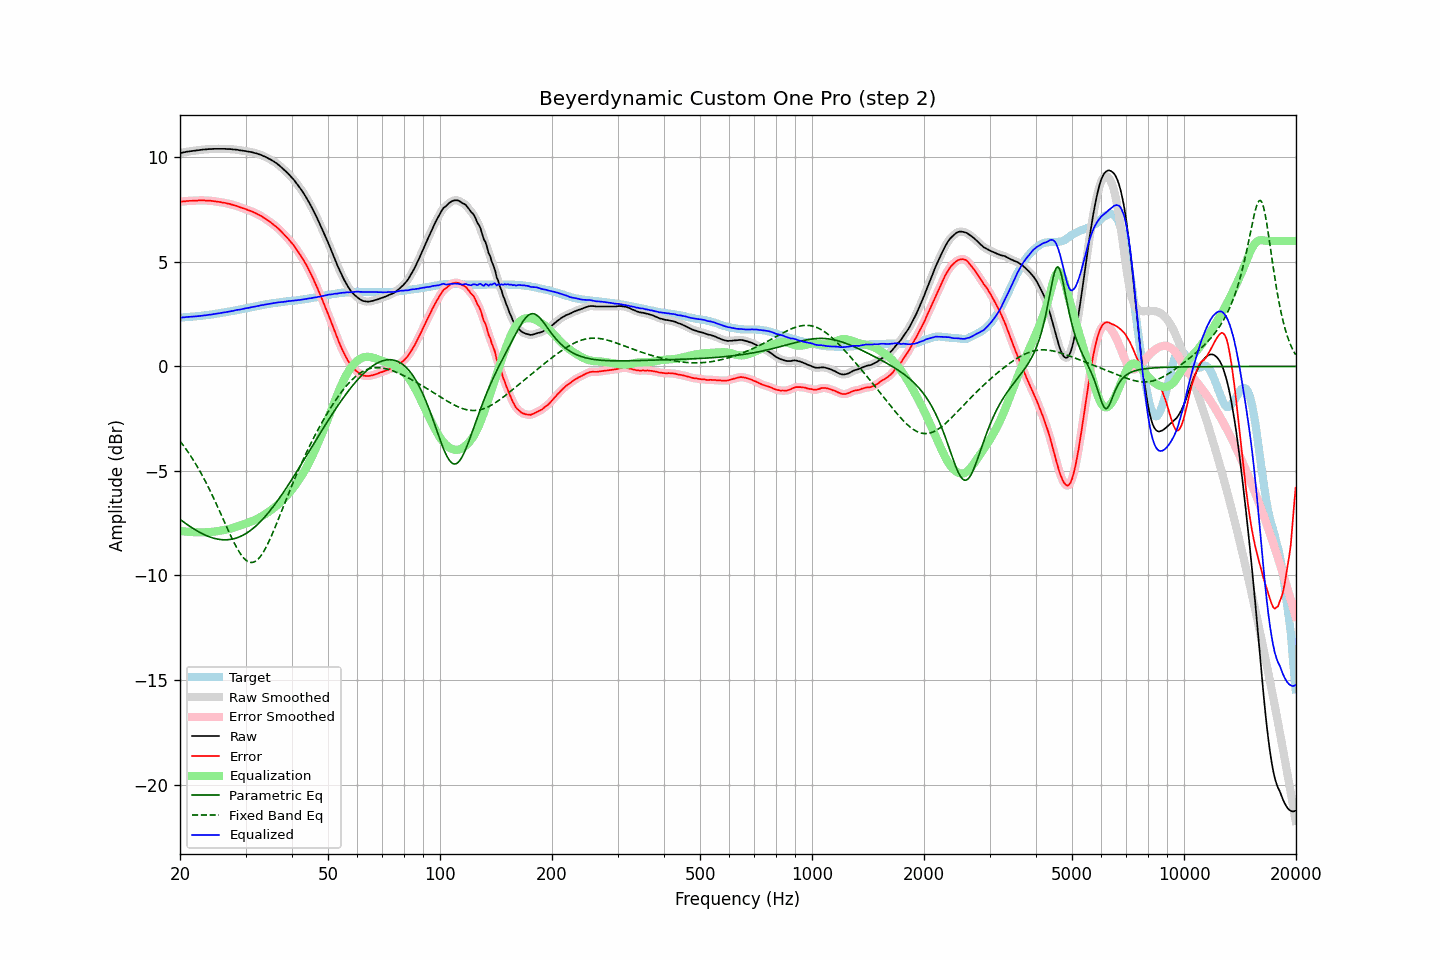 Beyerdynamic Custom One Pro (step 2)
10
5
0
−5
−10
−15
−20
Amplitude (dBr)
Target
Raw Smoothed
Error Smoothed
Raw
Error
Equalization
Parametric Eq
Fixed Band Eq
Equalized
20 50 100 200 500 1000 2000 5000 10000 20000
Frequency (Hz)